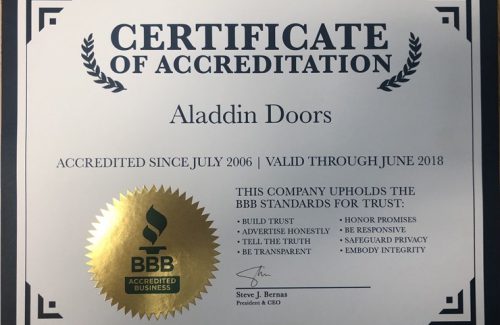 CERTIFICATE
OF ACCREDITATION
Aladdin Doors
ACCREDITED SINCE JULY 2006 | VALID THROUGH JUNE 2018
THIS COMPANY UPHOLDS THE
BBB STANDARDS FOR TRUST:
• BUILD TRUST
• ADVERTISE HONESTLY
• TELL THE TRUTH
• BE TRANSPARENT
• HONOR PROMISES
• BE RESPONSIVE
• SAFEGUARD PRIVACY
• EMBODY INTEGRITY
BBB
ACCREDITED
BUSINESS
Steve J. Bernas
President & CEO